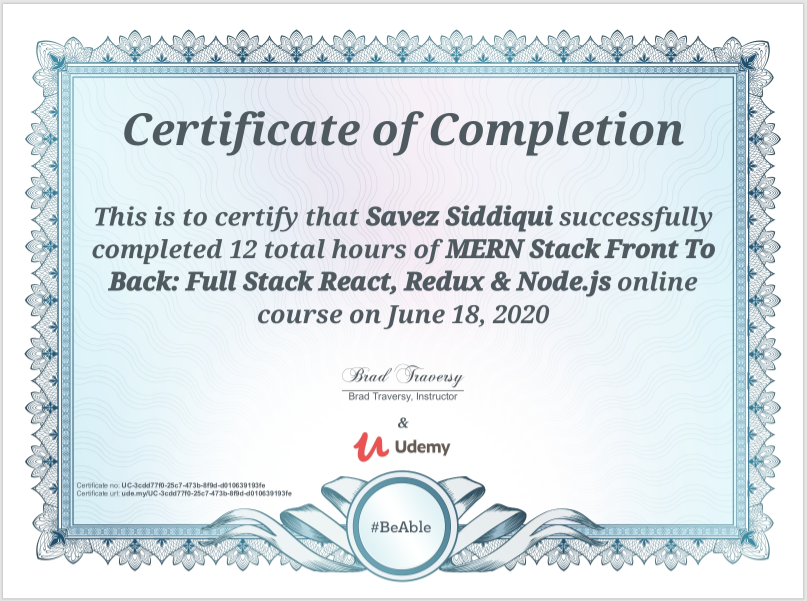 Certificate of Completion
This is to certify that Savez Siddiqui successfully
completed 12 total hours of MERN Stack Front To
Back: Full Stack React, Redux & Node.js online
course on June 18, 2020
Brad Traversy
Brad Traversy, Instructor
&
Udemy
Certificate no: UC-3cdd77f0-25c7-473b-8f9d-d010639193fe
Certificate url: ude.my/UC-3cdd77f0-25c7-473b-8f9d-d010639193fe
#BeAble